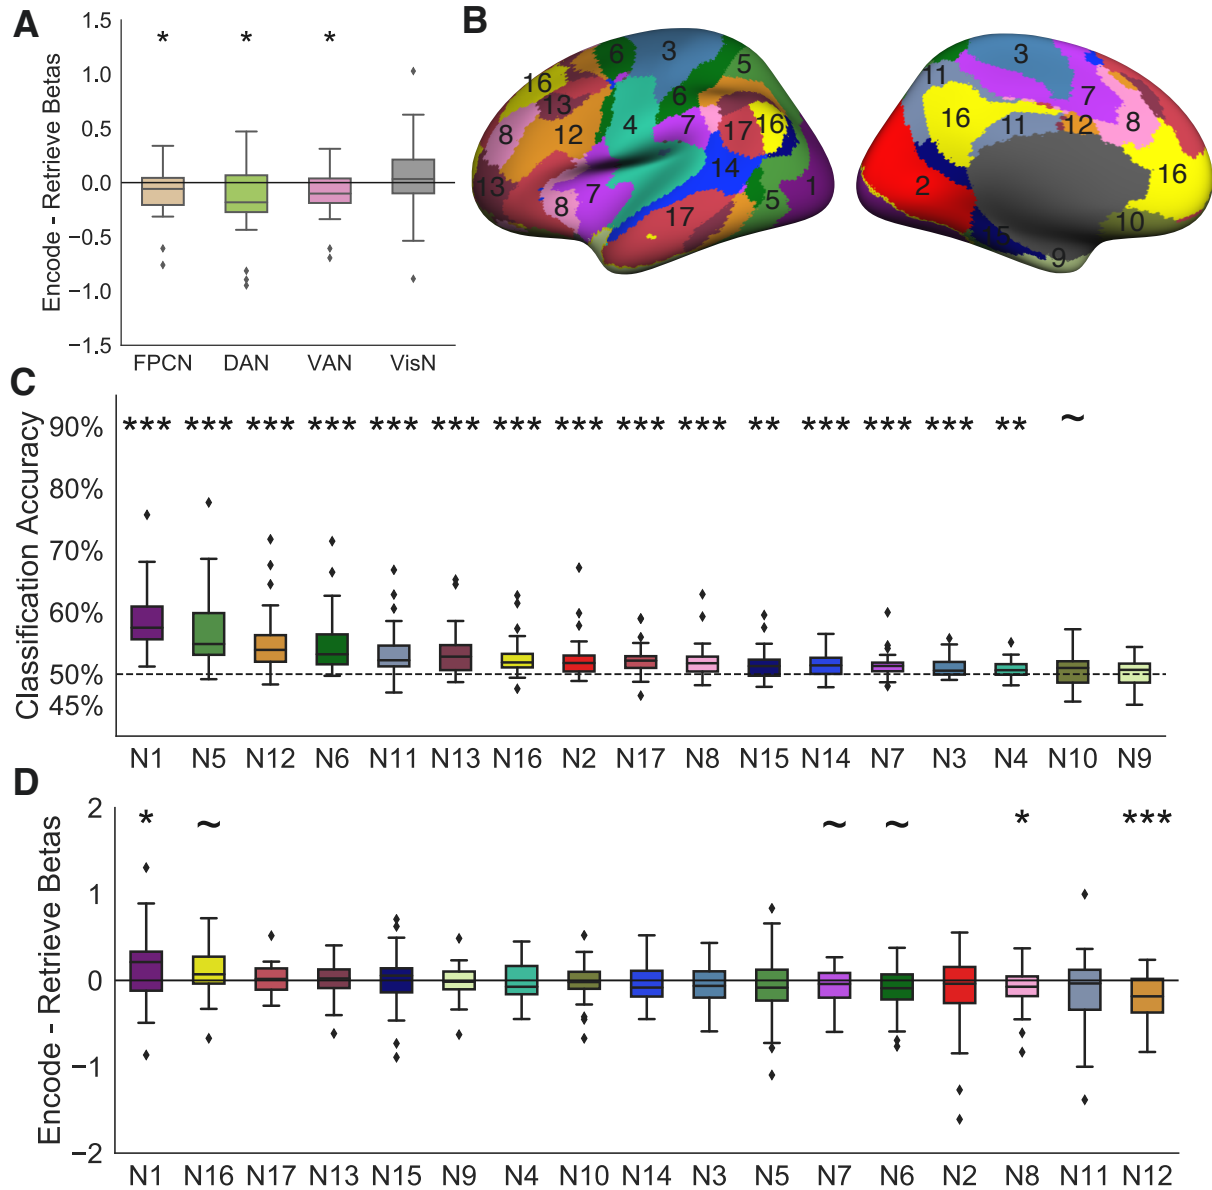 A
Encode - Retrieve Betas
1.5
1.0
0.5
0.0
−0.5
−1.0
−1.5
* * *
FPCN DAN VAN VisN
B
6 3 5 16 13 6 8 12 4 7 17 16 14 13 7 8 17 5 1
3 11 7 16 11 12 8 2 16 10 15 9
C
Classification Accuracy
90%
80%
70%
60%
50%
45%
*** *** *** *** *** *** *** *** *** *** ** *** *** *** ** ~
N1 N5 N12 N6 N11 N13 N16 N2 N17 N8 N15 N14 N7 N3 N4 N10 N9
D
Encode - Retrieve Betas
2
1
0
−1
−2
* ~ ~ ~ * ***
N1 N16 N17 N13 N15 N9 N4 N10 N14 N3 N5 N7 N6 N2 N8 N11 N12